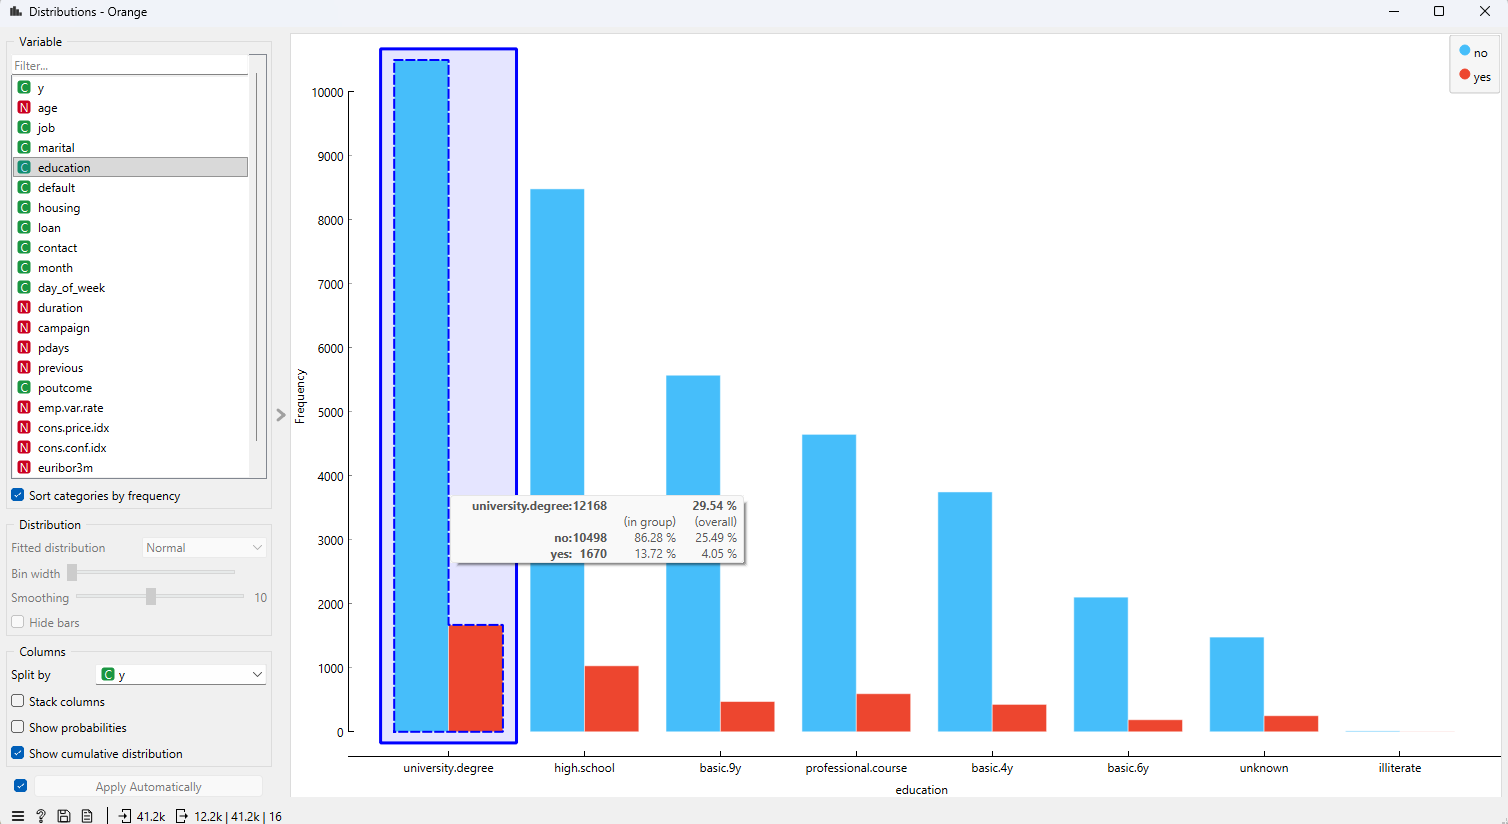 Distributions - Orange
Variable
Filter...
C y
N age
C job
C marital
C education
C default
C housing
C loan
C contact
C month
C day_of_week
N duration
N campaign
N pdays
N previous
C poutcome
N emp.var.rate
N cons.price.idx
N cons.conf.idx
N euribor3m
Sort categories by frequency
Distribution
Fitted distribution Normal
Bin width
Smoothing 10
Hide bars
Columns
Split by C y
Stack columns
Show probabilities
Show cumulative distribution
Apply Automatically
41.2k 12.2k | 41.2k | 16
no
yes
Frequency
10000
9000
8000
7000
6000
5000
4000
3000
2000
1000
0
university.degree:12168 29.54 %
(in group) (overall)
no:10498 86.28 % 25.49 %
yes: 1670 13.72 % 4.05 %
university.degree high.school basic.9y professional.course basic.4y basic.6y unknown illiterate
education